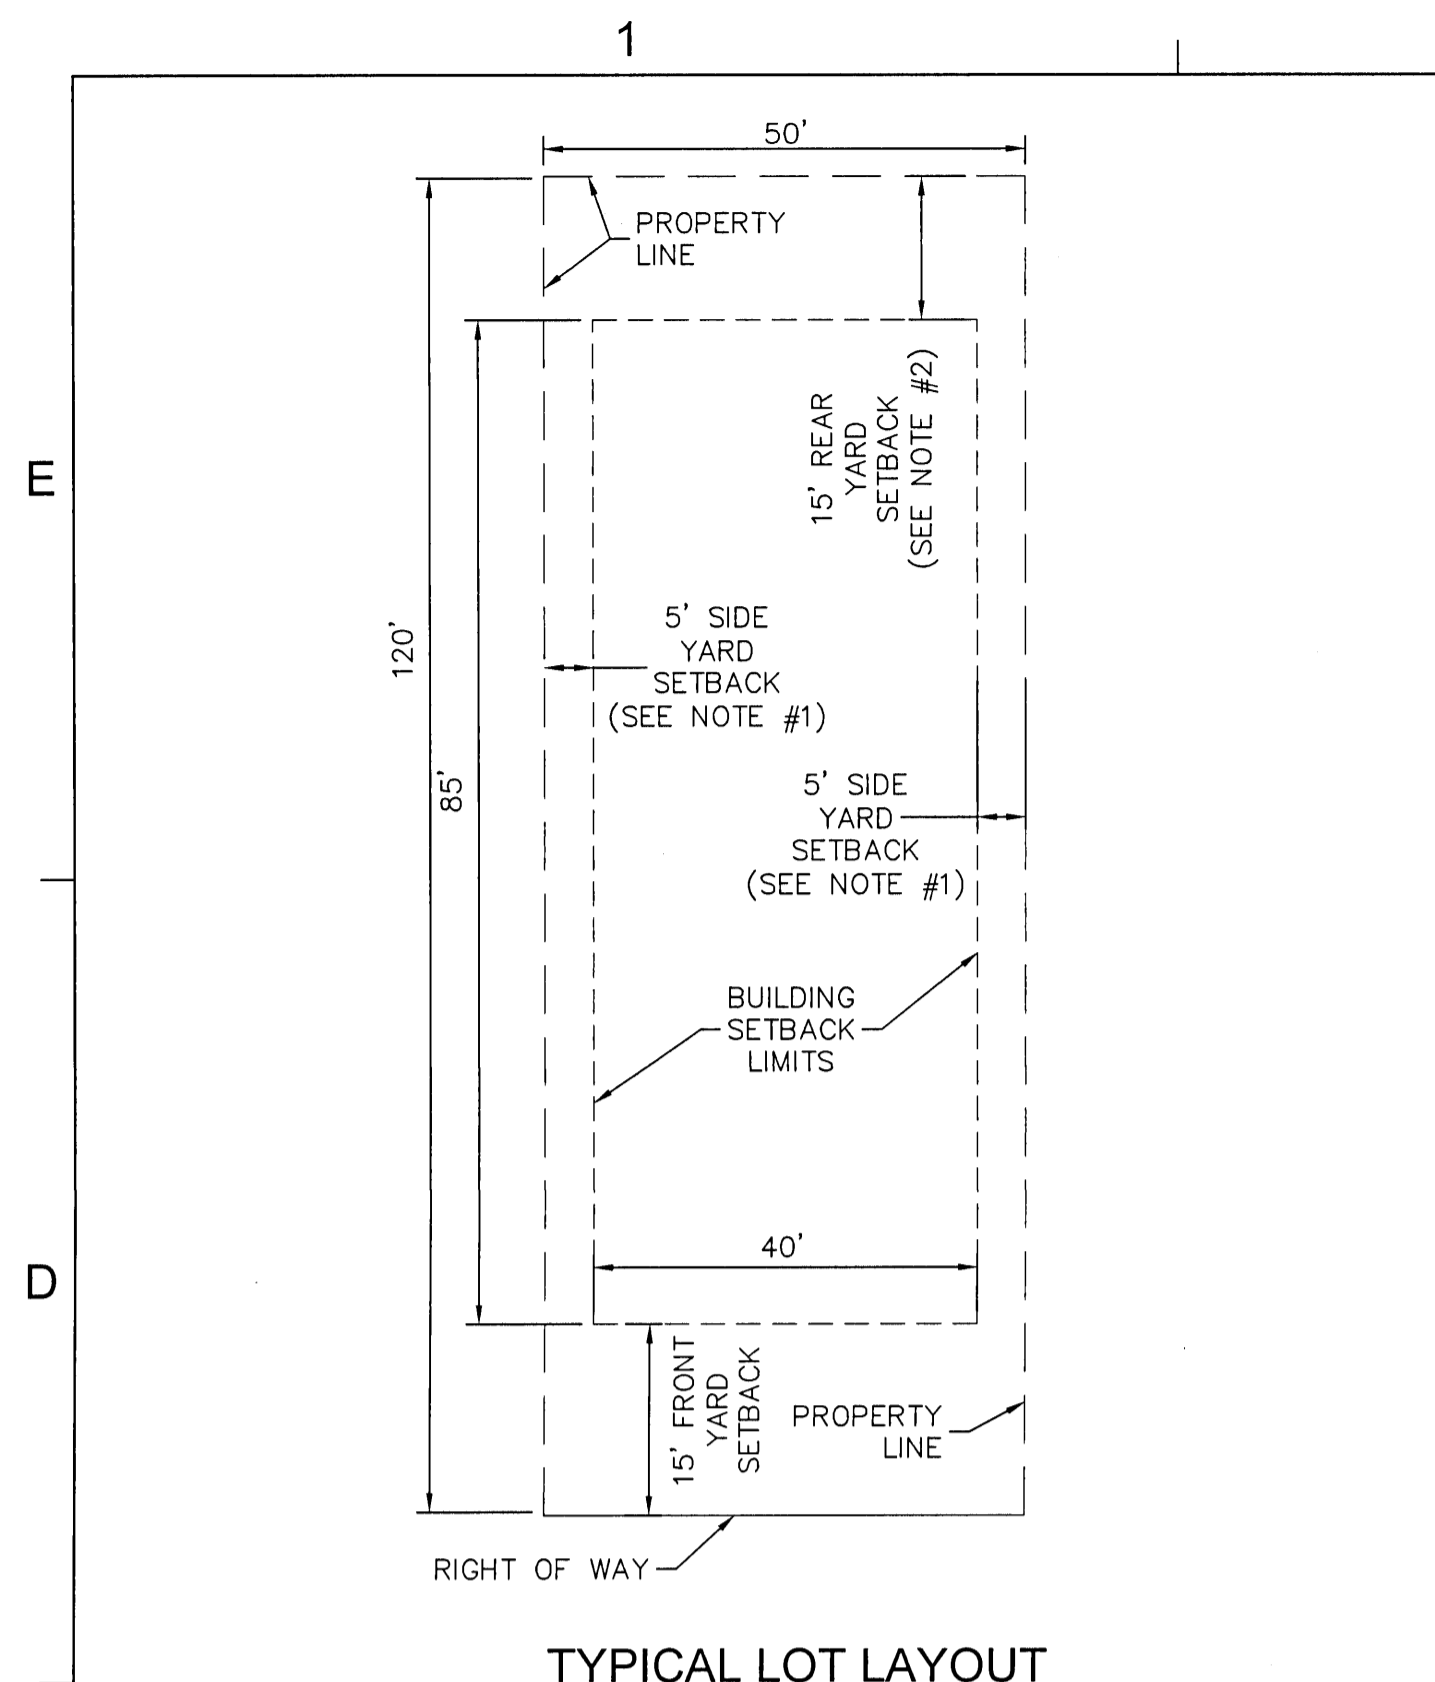 1
50'
PROPERTY
LINE
15' REAR
YARD
SETBACK
(SEE NOTE #2)
E
120'
5' SIDE
YARD
SETBACK
(SEE NOTE #1)
85'
5' SIDE
YARD
SETBACK
(SEE NOTE #1)
BUILDING
SETBACK
LIMITS
40'
D
15' FRONT
YARD
SETBACK
PROPERTY
LINE
RIGHT OF WAY
TYPICAL LOT LAYOUT